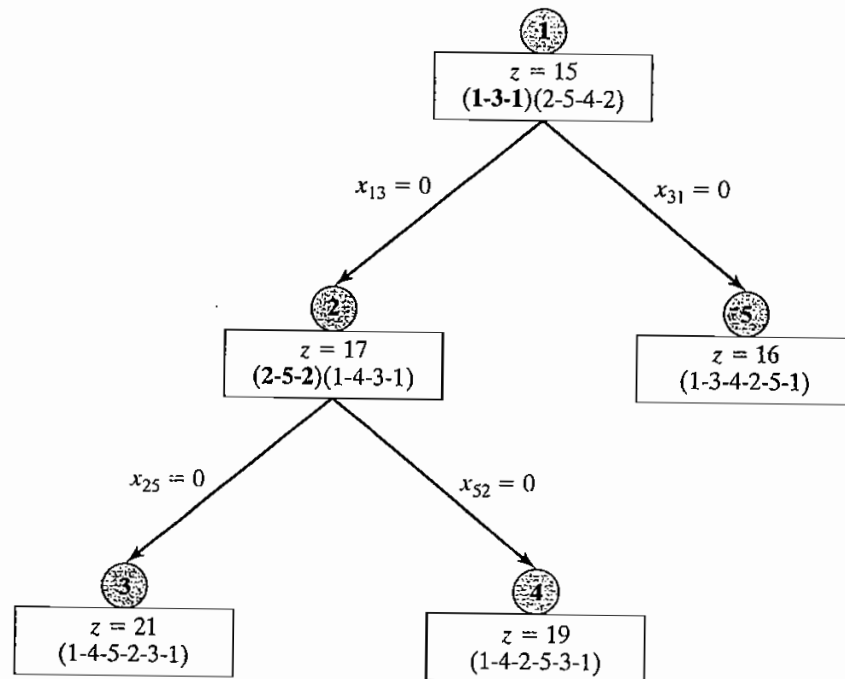 1
z = 15
(1-3-1)(2-5-4-2)
x₁₃ = 0
x₃₁ = 0
2
z = 17
(2-5-2)(1-4-3-1)
5
z = 16
(1-3-4-2-5-1)
x₂₅ = 0
x₅₂ = 0
3
z = 21
(1-4-5-2-3-1)
4
z = 19
(1-4-2-5-3-1)